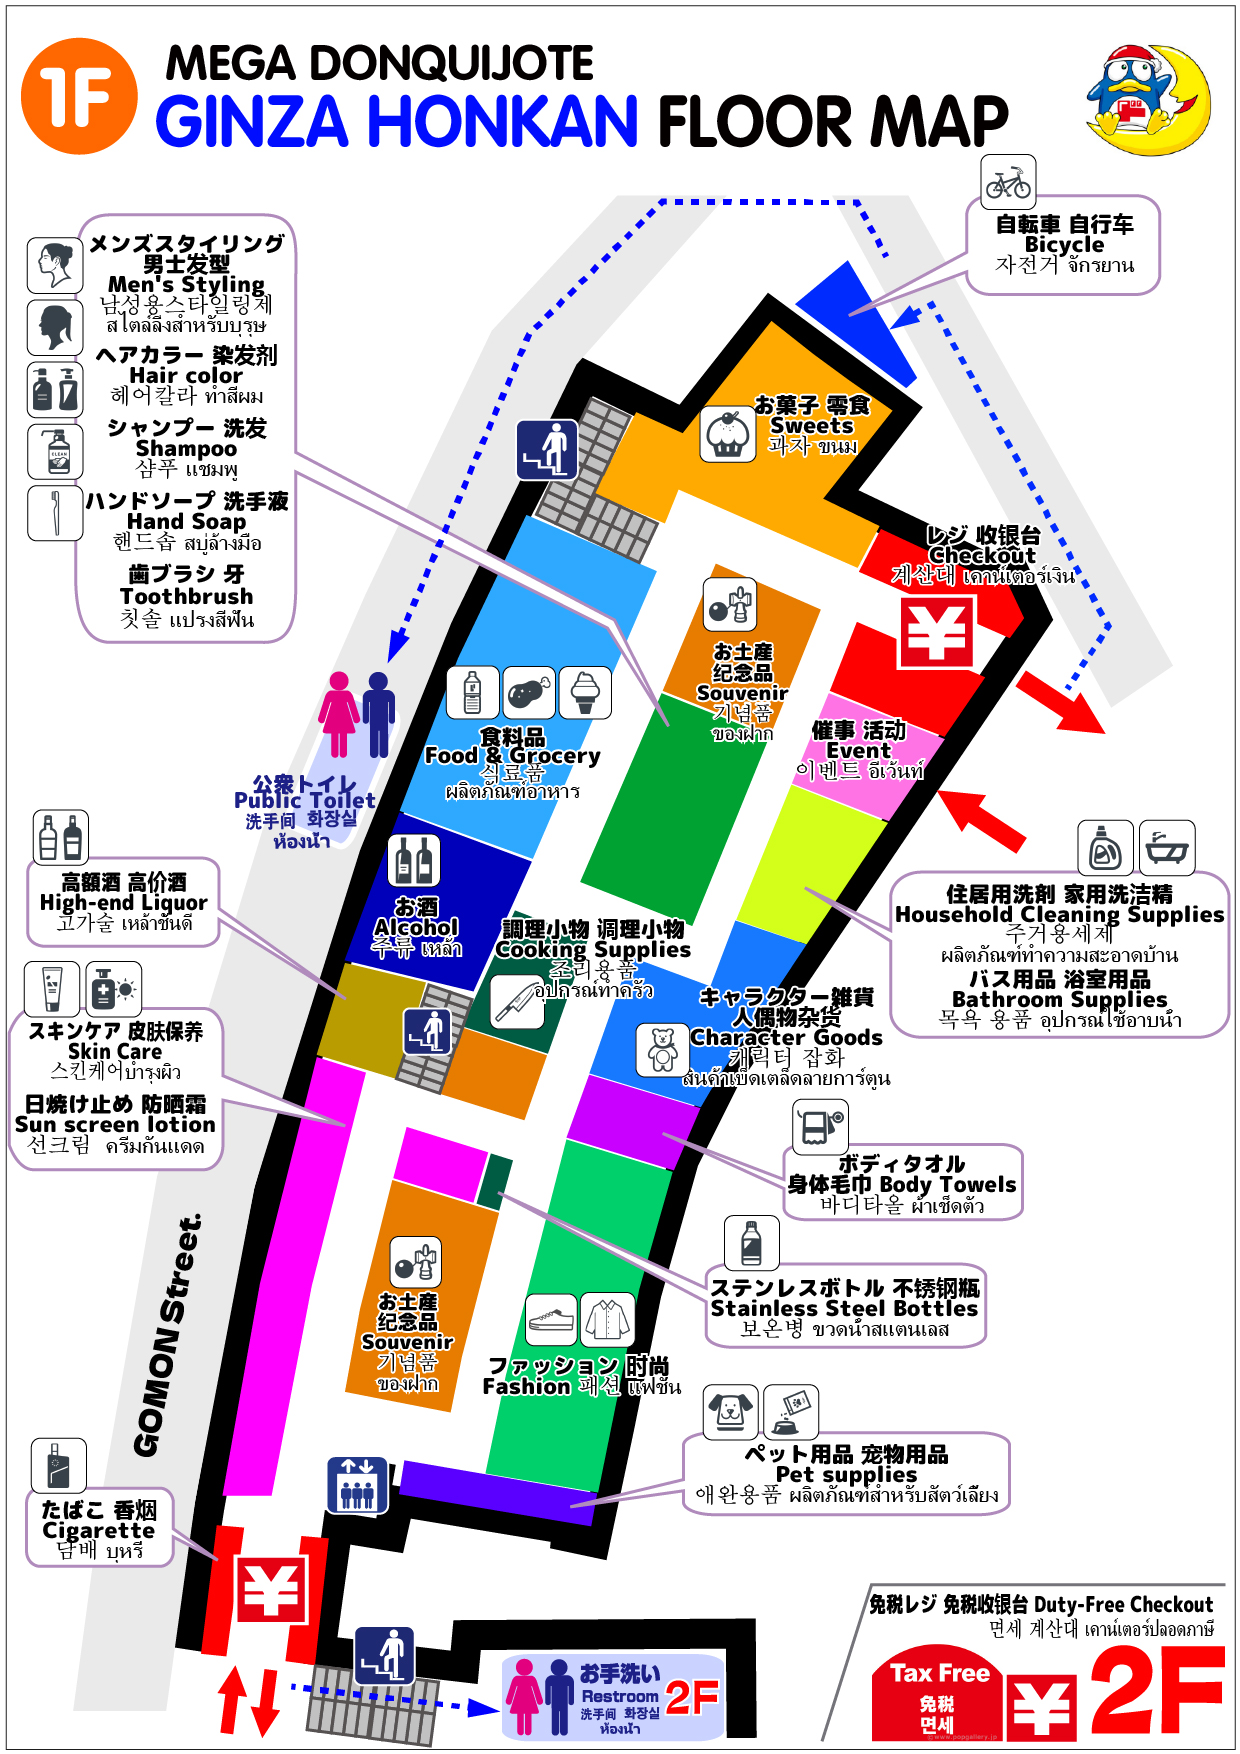 1F
MEGA DONQUIJOTE
GINZA HONKAN FLOOR MAP
自転車 自行车
Bicycle
자전거 จักรยาน
メンズスタイリング
男士发型
Men's Styling
남성용스타일링제
สไตล์ลิ่งสำหรับบุรุษ
ヘアカラー 染发剂
Hair color
헤어칼라 ทำสีผม
シャンプー 洗发
Shampoo
샴푸 แชมพู
ハンドソープ 洗手液
Hand Soap
핸드솝 สบู่ล้างมือ
歯ブラシ 牙
Toothbrush
칫솔 แปรงสีฟัน
CLEAN
お菓子 零食
Sweets
과자 ขนม
レジ 收银台
Checkout
계산대 เคาน์เตอร์เงิน
¥
お土産
纪念品
Souvenir
기념품
ของฝาก
食料品
Food & Grocery
식료품
ผลิตภัณฑ์อาหาร
催事 活动
Event
이벤트 อีเว้นท์
公衆トイレ
Public Toilet
洗手间 화장실
ห้องน้ำ
高額酒 高价酒
High-end Liquor
고가술 เหล้าชั้นดี
お酒
Alcohol
주류 เหล้า
調理小物 调理小物
Cooking Supplies
조리용품
อุปกรณ์ทำครัว
住居用洗剤 家用洗洁精
Household Cleaning Supplies
주거용세제
ผลิตภัณฑ์ทำความสะอาดบ้าน
バス用品 浴室用品
Bathroom Supplies
목욕 용품 อุปกรณ์ใช้อาบน้ำ
スキンケア 皮肤保养
Skin Care
스킨케어บำรุงผิว
日焼け止め 防晒霜
Sun screen lotion
선크림 ครีมกันแดด
キャラクター雑貨
人偶物杂货
Character Goods
캐릭터 잡화
สินค้าเบ็ดเตล็ดลายการ์ตูน
ボディタオル
身体毛巾 Body Towels
바디타올 ผ้าเช็ดตัว
ステンレスボトル 不锈钢瓶
Stainless Steel Bottles
보온병 ขวดน้ำสแตนเลส
お土産
纪念品
Souvenir
기념품
ของฝาก
ファッション 时尚
Fashion 패션 แฟชั่น
GOMON Street.
ペット用品 宠物用品
Pet supplies
애완용품 ผลิตภัณฑ์สำหรับสัตว์เลี้ยง
たばこ 香烟
Cigarette
담배 บุหรี่
¥
お手洗い
Restroom
洗手间 화장실
ห้องน้ำ
2F
免税レジ 免税收银台 Duty-Free Checkout
면세 계산대 เคาน์เตอร์ปลอดภาษี
Tax Free
免税
면세
¥
2F
©www.popgallery.jp